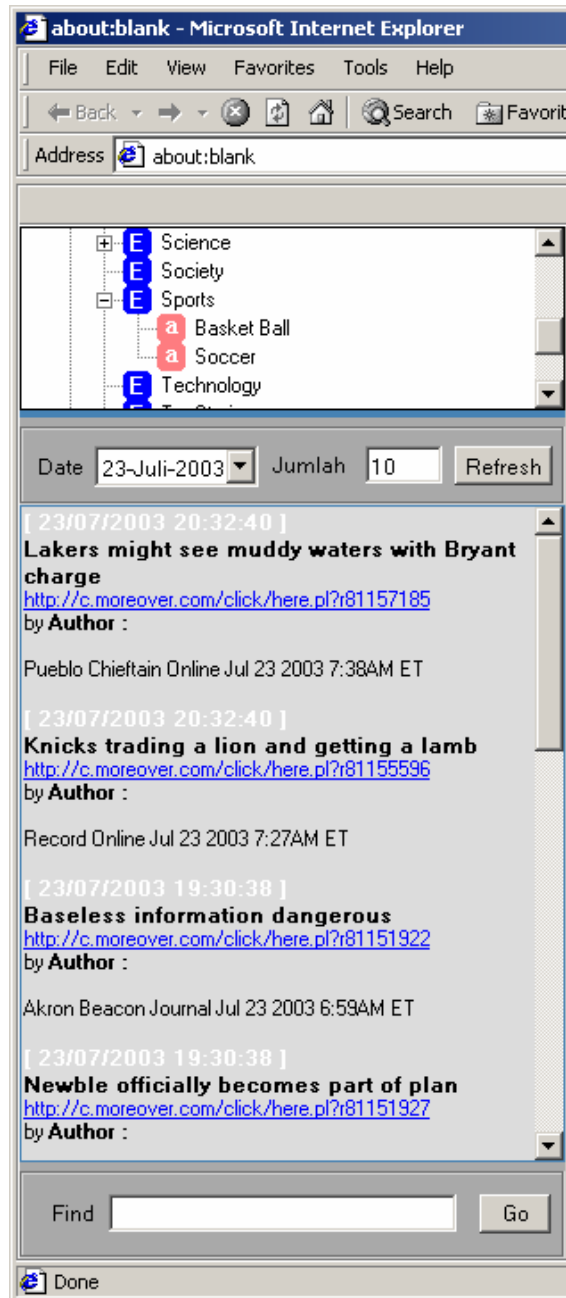 about:blank - Microsoft Internet Explorer
File Edit View Favorites Tools Help
Back Search Favorit
Address about:blank
E Science
E Society
E Sports
a Basket Ball
a Soccer
E Technology
Date 23-Juli-2003 Jumlah 10 Refresh
[ 23/07/2003 20:32:40 ]
Lakers might see muddy waters with Bryant
charge
http://c.moreover.com/click/here.pl?r81157185
by Author :
Pueblo Chieftain Online Jul 23 2003 7:38AM ET
[ 23/07/2003 20:32:40 ]
Knicks trading a lion and getting a lamb
http://c.moreover.com/click/here.pl?r81155596
by Author :
Record Online Jul 23 2003 7:27AM ET
[ 23/07/2003 19:30:38 ]
Baseless information dangerous
http://c.moreover.com/click/here.pl?r81151922
by Author :
Akron Beacon Journal Jul 23 2003 6:59AM ET
[ 23/07/2003 19:30:38 ]
Newble officially becomes part of plan
http://c.moreover.com/click/here.pl?r81151927
by Author :
Find Go
Done